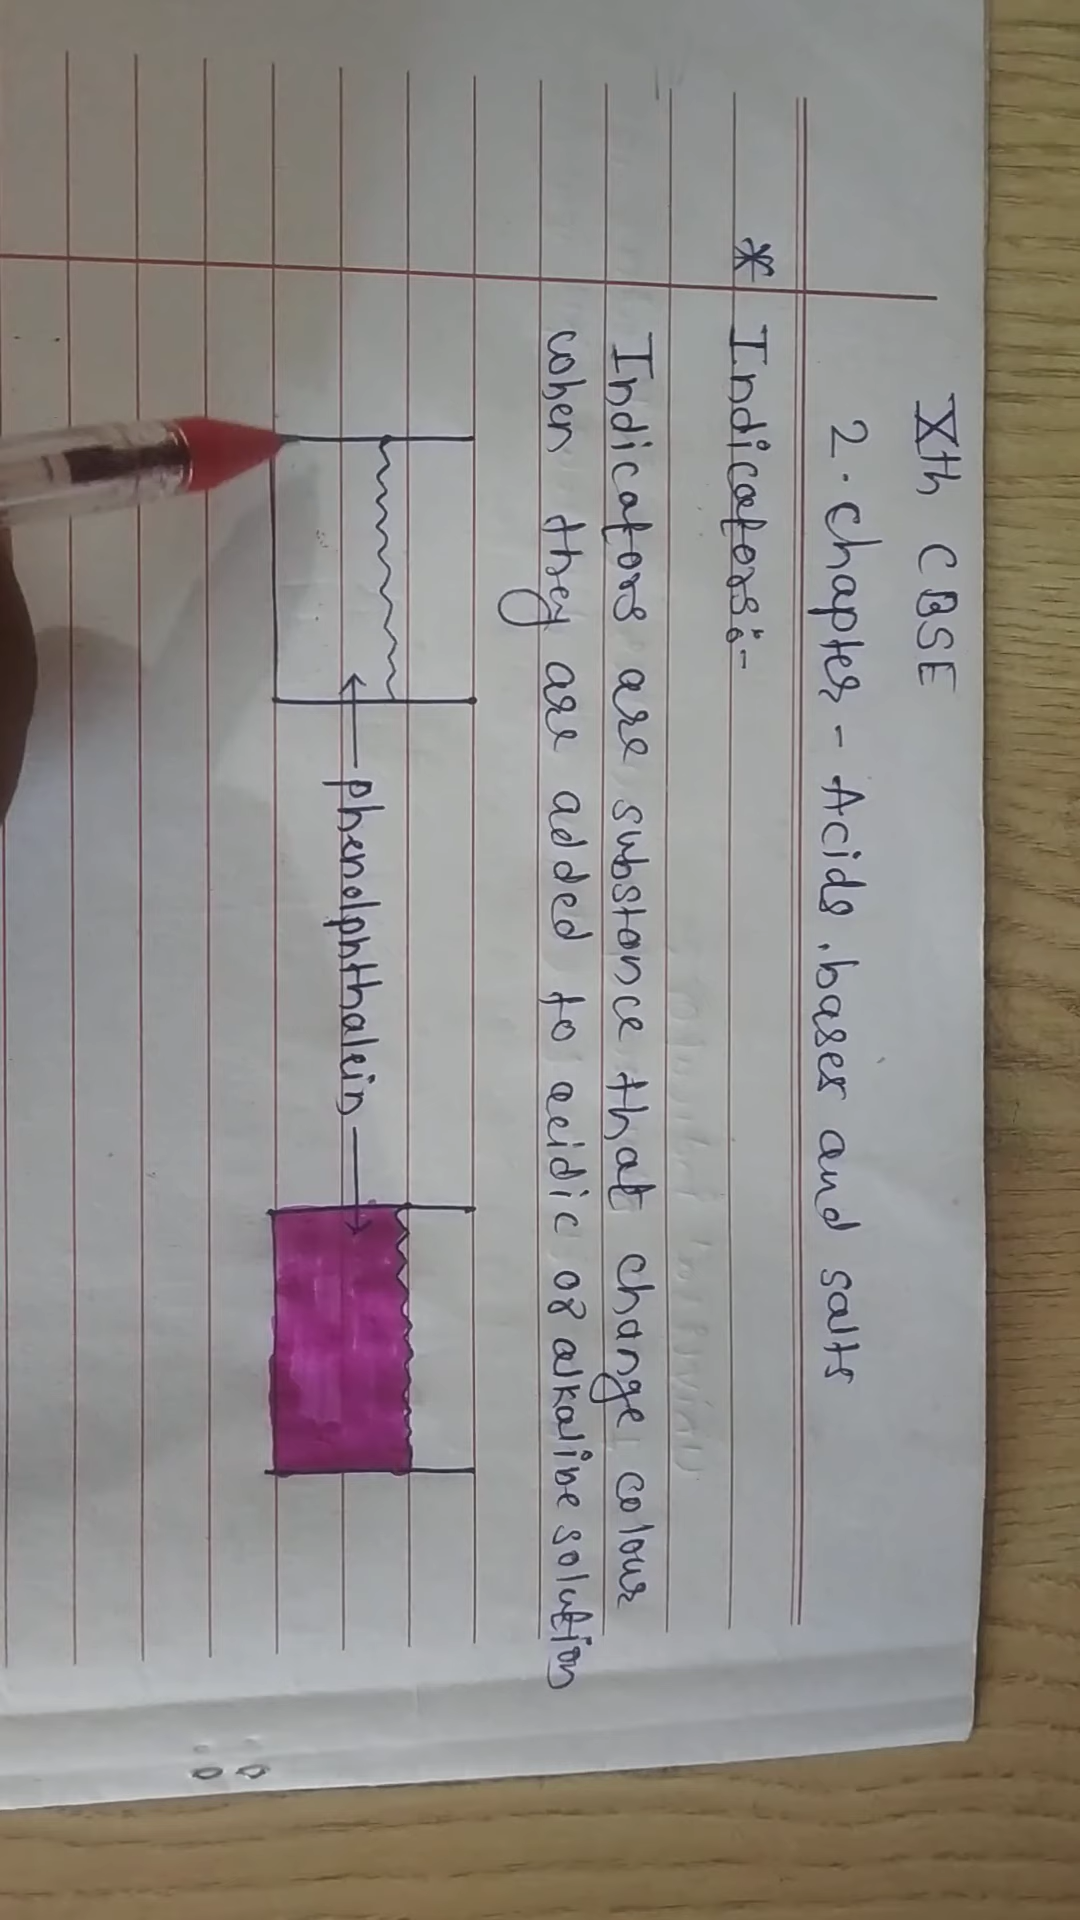 Xth CBSE
2. chapter - Acids, bases and salts
* Indicators:-
Indicators are substance that change colour
when they are added to acidic or alkaline solution
phenolphthalein